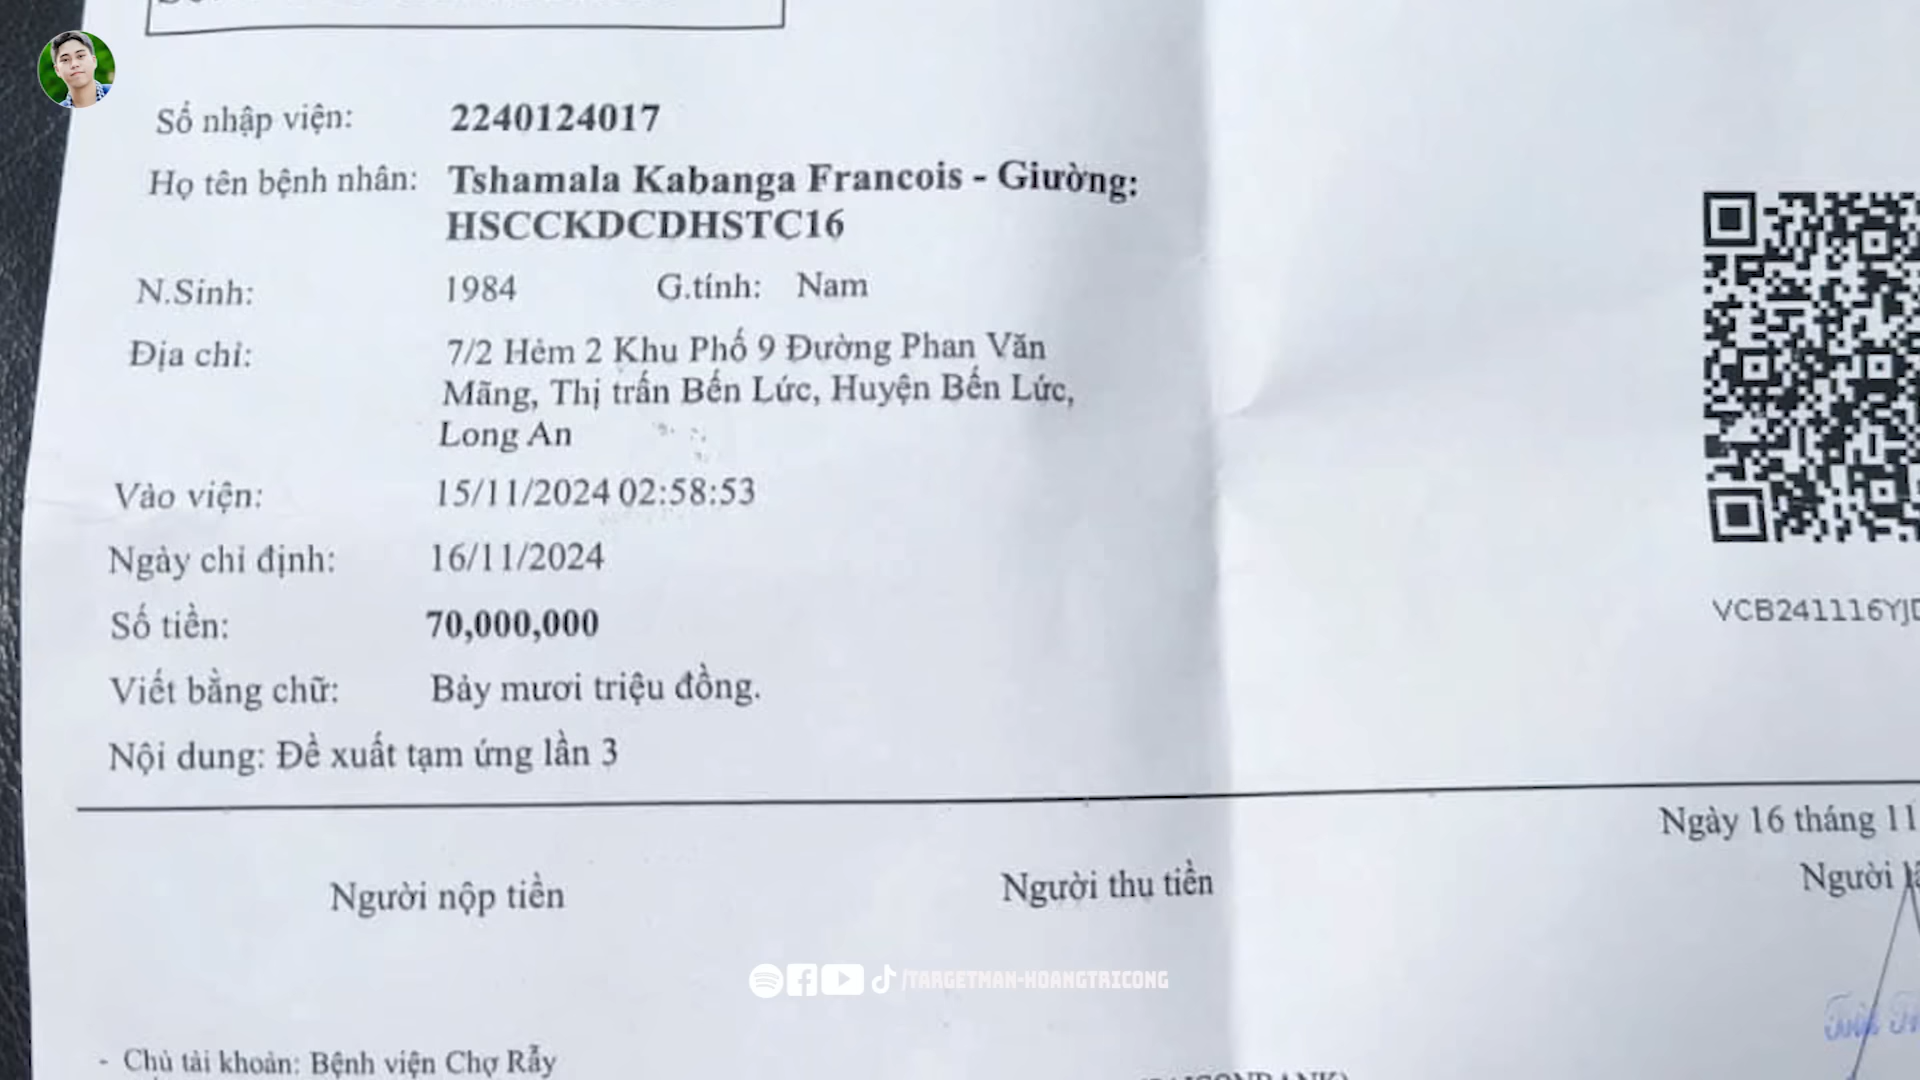 Số nhập viện: 2240124017
Họ tên bệnh nhân: Tshamala Kabanga Francois - Giường:
HSCCKDCDHSTC16
N.Sinh: 1984 G.tính: Nam
Địa chỉ: 7/2 Hẻm 2 Khu Phố 9 Đường Phan Văn
Mãng, Thị trấn Bến Lức, Huyện Bến Lức,
Long An
Vào viện: 15/11/2024 02:58:53
Ngày chỉ định: 16/11/2024
Số tiền: 70,000,000
Viết bằng chữ: Bảy mươi triệu đồng.
Nội dung: Đề xuất tạm ứng lần 3
VCB241116YJ
Ngày 16 tháng 11
Người nộp tiền
Người thu tiền
Người
/TARGETMAN-HOANGTRICONG
- Chủ tài khoản: Bệnh viện Chợ Rẫy